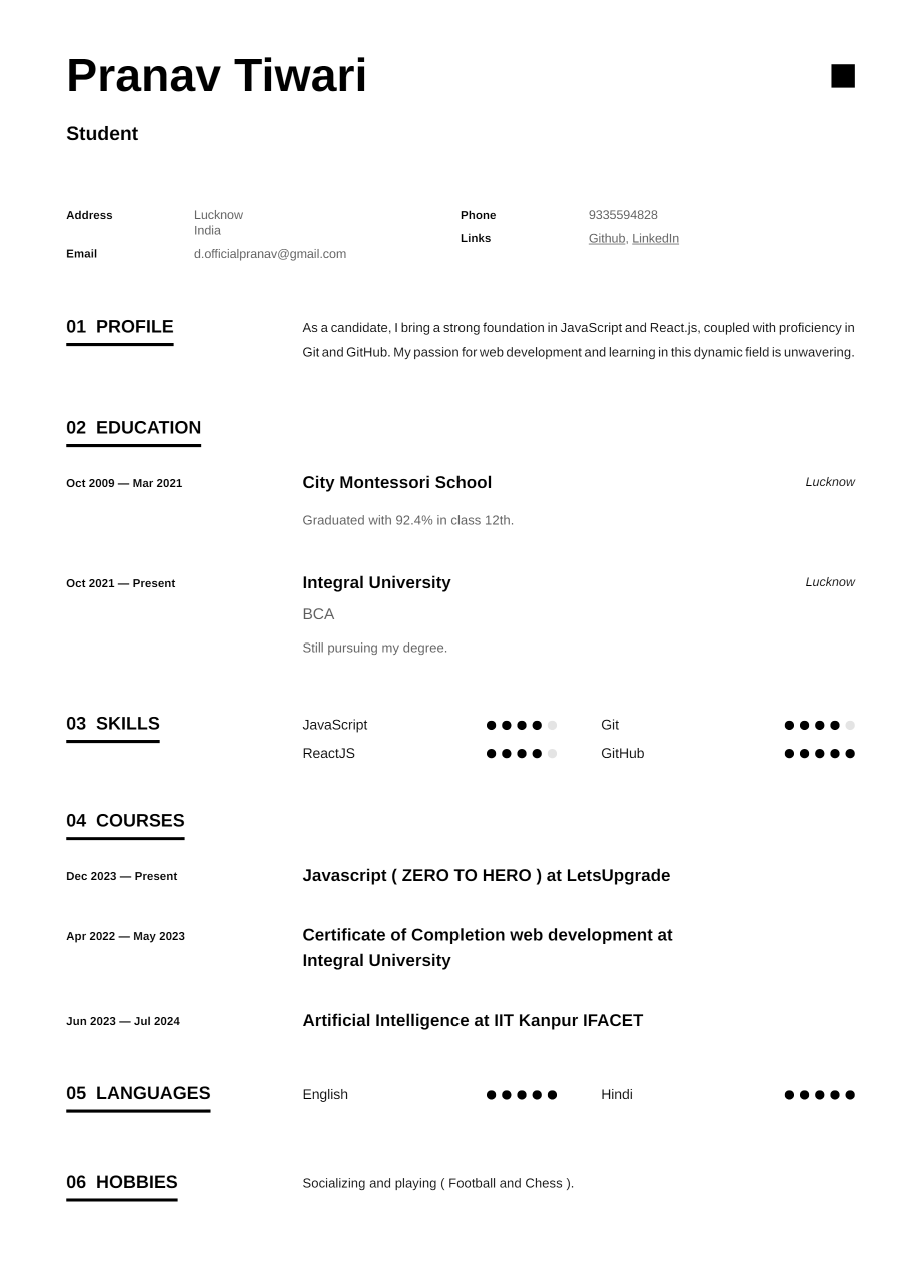 Pranav Tiwari
Student
Address
Lucknow
India
Email
d.officialpranav@gmail.com
Phone
9335594828
Links
Github, LinkedIn
01 PROFILE
As a candidate, I bring a strong foundation in JavaScript and React.js, coupled with proficiency in
Git and GitHub. My passion for web development and learning in this dynamic field is unwavering.
02 EDUCATION
Oct 2009 — Mar 2021
City Montessori School
Lucknow
Graduated with 92.4% in class 12th.
Oct 2021 — Present
Integral University
Lucknow
BCA
Still pursuing my degree.
03 SKILLS
JavaScript
Git
ReactJS
GitHub
04 COURSES
Dec 2023 — Present
Javascript ( ZERO TO HERO ) at LetsUpgrade
Apr 2022 — May 2023
Certificate of Completion web development at
Integral University
Jun 2023 — Jul 2024
Artificial Intelligence at IIT Kanpur IFACET
05 LANGUAGES
English
Hindi
06 HOBBIES
Socializing and playing ( Football and Chess ).